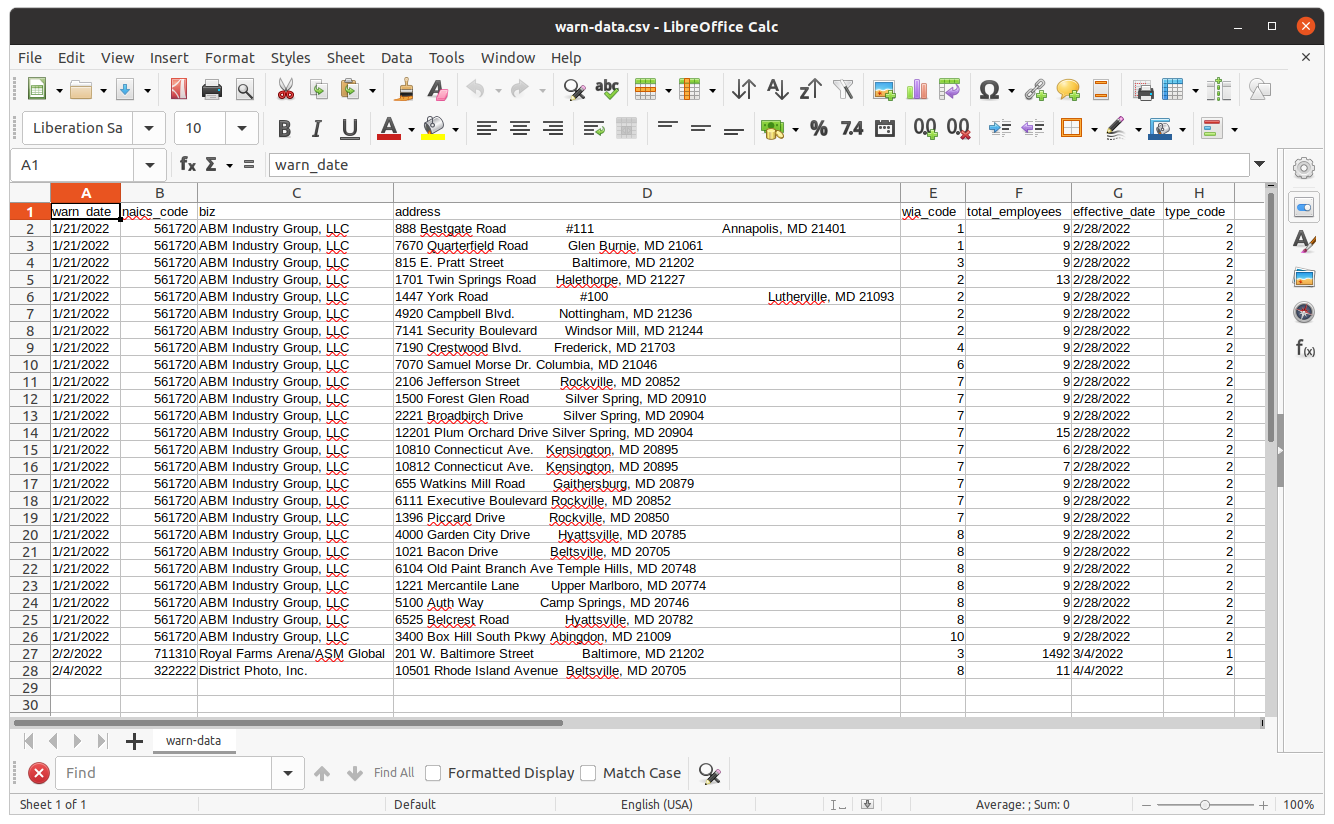 warn-data.csv - LibreOffice Calc
File Edit View Insert Format Styles Sheet Data Tools Window Help
Liberation Sa 10 B I U A % 7.4 0.0 0.0
A1 fx Σ = warn_date
A B C D E F G H
1 warn_date naics_code biz address wia_code total_employees effective_date type_code
2 1/21/2022 561720 ABM Industry Group, LLC 888 Bestgate Road #111 Annapolis, MD 21401 1 9 2/28/2022 2
3 1/21/2022 561720 ABM Industry Group, LLC 7670 Quarterfield Road Glen Burnie, MD 21061 1 9 2/28/2022 2
4 1/21/2022 561720 ABM Industry Group, LLC 815 E. Pratt Street Baltimore, MD 21202 3 9 2/28/2022 2
5 1/21/2022 561720 ABM Industry Group, LLC 1701 Twin Springs Road Halethorpe, MD 21227 2 13 2/28/2022 2
6 1/21/2022 561720 ABM Industry Group, LLC 1447 York Road #100 Lutherville, MD 21093 2 9 2/28/2022 2
7 1/21/2022 561720 ABM Industry Group, LLC 4920 Campbell Blvd. Nottingham, MD 21236 2 9 2/28/2022 2
8 1/21/2022 561720 ABM Industry Group, LLC 7141 Security Boulevard Windsor Mill, MD 21244 2 9 2/28/2022 2
9 1/21/2022 561720 ABM Industry Group, LLC 7190 Crestwood Blvd. Frederick, MD 21703 4 9 2/28/2022 2
10 1/21/2022 561720 ABM Industry Group, LLC 7070 Samuel Morse Dr. Columbia, MD 21046 6 9 2/28/2022 2
11 1/21/2022 561720 ABM Industry Group, LLC 2106 Jefferson Street Rockville, MD 20852 7 9 2/28/2022 2
12 1/21/2022 561720 ABM Industry Group, LLC 1500 Forest Glen Road Silver Spring, MD 20910 7 9 2/28/2022 2
13 1/21/2022 561720 ABM Industry Group, LLC 2221 Broadbirch Drive Silver Spring, MD 20904 7 9 2/28/2022 2
14 1/21/2022 561720 ABM Industry Group, LLC 12201 Plum Orchard Drive Silver Spring, MD 20904 7 15 2/28/2022 2
15 1/21/2022 561720 ABM Industry Group, LLC 10810 Connecticut Ave. Kensington, MD 20895 7 6 2/28/2022 2
16 1/21/2022 561720 ABM Industry Group, LLC 10812 Connecticut Ave. Kensington, MD 20895 7 7 2/28/2022 2
17 1/21/2022 561720 ABM Industry Group, LLC 655 Watkins Mill Road Gaithersburg, MD 20879 7 9 2/28/2022 2
18 1/21/2022 561720 ABM Industry Group, LLC 6111 Executive Boulevard Rockville, MD 20852 7 9 2/28/2022 2
19 1/21/2022 561720 ABM Industry Group, LLC 1396 Piccard Drive Rockville, MD 20850 7 9 2/28/2022 2
20 1/21/2022 561720 ABM Industry Group, LLC 4000 Garden City Drive Hyattsville, MD 20785 8 9 2/28/2022 2
21 1/21/2022 561720 ABM Industry Group, LLC 1021 Bacon Drive Beltsville, MD 20705 8 9 2/28/2022 2
22 1/21/2022 561720 ABM Industry Group, LLC 6104 Old Paint Branch Ave Temple Hills, MD 20748 8 9 2/28/2022 2
23 1/21/2022 561720 ABM Industry Group, LLC 1221 Mercantile Lane Upper Marlboro, MD 20774 8 9 2/28/2022 2
24 1/21/2022 561720 ABM Industry Group, LLC 5100 Auth Way Camp Springs, MD 20746 8 9 2/28/2022 2
25 1/21/2022 561720 ABM Industry Group, LLC 6525 Belcrest Road Hyattsville, MD 20782 8 9 2/28/2022 2
26 1/21/2022 561720 ABM Industry Group, LLC 3400 Box Hill South Pkwy Abingdon, MD 21009 10 9 2/28/2022 2
27 2/2/2022 711310 Royal Farms Arena/ASM Global 201 W. Baltimore Street Baltimore, MD 21202 3 1492 3/4/2022 1
28 2/4/2022 322222 District Photo, Inc. 10501 Rhode Island Avenue Beltsville, MD 20705 8 11 4/4/2022 2
29
30
warn-data
Find Find All Formatted Display Match Case
Sheet 1 of 1 Default English (USA) Average: ; Sum: 0 100%